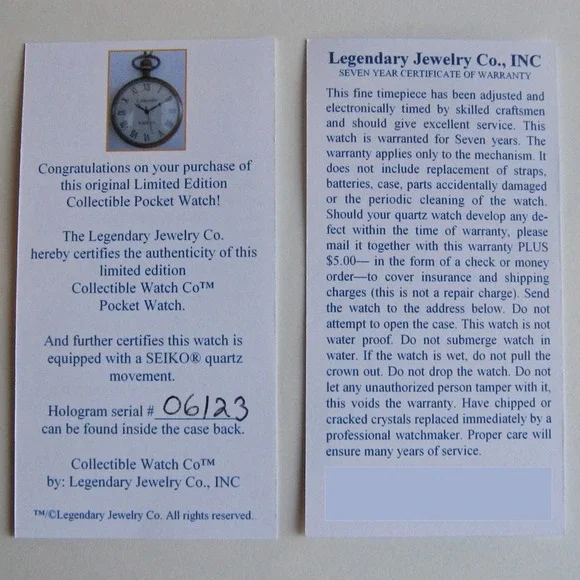 Congratulations on your purchase of
this original Limited Edition
Collectible Pocket Watch!
The Legendary Jewelry Co.
hereby certifies the authenticity of this
limited edition
Collectible Watch Co™
Pocket Watch.
And further certifies this watch is
equipped with a SEIKO® quartz
movement.
Hologram serial # 06123
can be found inside the case back.
Collectible Watch Co™
by: Legendary Jewelry Co., INC
™/©Legendary Jewelry Co. All rights reserved.
Legendary Jewelry Co., INC
SEVEN YEAR CERTIFICATE OF WARRANTY
This fine timepiece has been adjusted and
electronically timed by skilled craftsmen
and should give excellent service. This
watch is warranted for Seven years. The
warranty applies only to the mechanism. It
does not include replacement of straps,
batteries, case, parts accidentally damaged
or the periodic cleaning of the watch.
Should your quartz watch develop any de-
fect within the time of warranty, please
mail it together with this warranty PLUS
$5.00— in the form of a check or money
order—to cover insurance and shipping
charges (this is not a repair charge). Send
the watch to the address below. Do not
attempt to open the case. This watch is not
water proof. Do not submerge watch in
water. If the watch is wet, do not pull the
crown out. Do not drop the watch. Do not
let any unauthorized person tamper with it,
this voids the warranty. Have chipped or
cracked crystals replaced immediately by a
professional watchmaker. Proper care will
ensure many years of service.